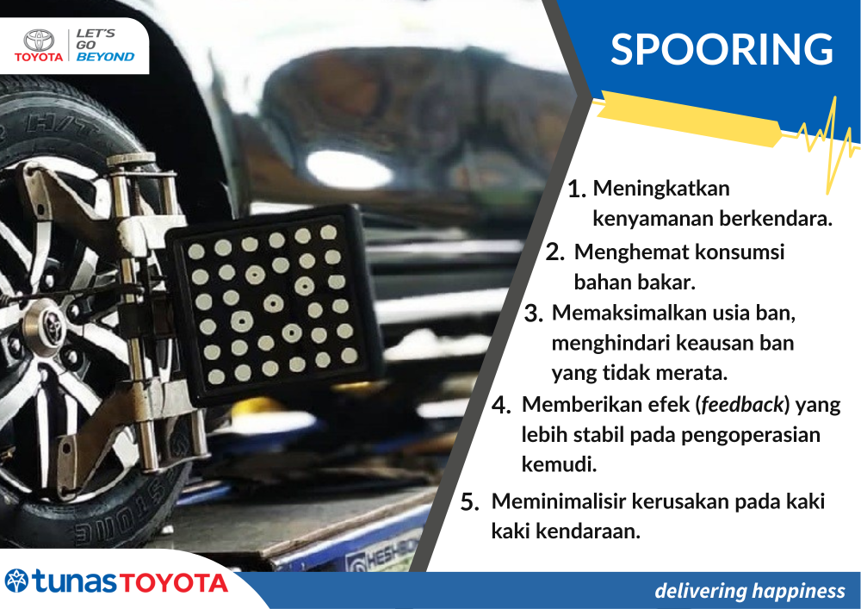 TOYOTA
LET'S
GO
BEYOND
SPOORING
R H/T
1. Meningkatkan
kenyamanan berkendara.
2. Menghemat konsumsi
bahan bakar.
3. Memaksimalkan usia ban,
menghindari keausan ban
yang tidak merata.
4. Memberikan efek (feedback) yang
lebih stabil pada pengoperasian
kemudi.
5. Meminimalisir kerusakan pada kaki
kaki kendaraan.
STONE
HESHBON
tunasTOYOTA
delivering happiness